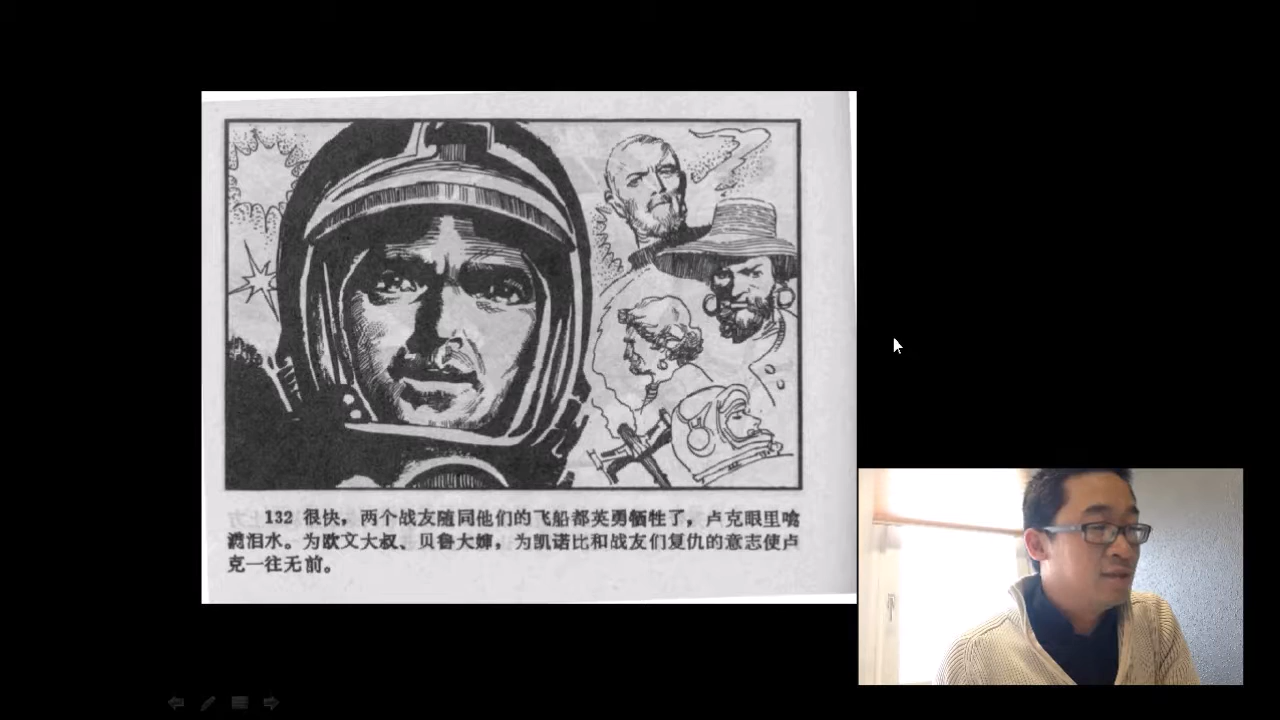 132 很快，两个战友随同他们的飞船都英勇牺牲了，卢克眼里噙
满泪水。为欧文大叔、贝鲁大婶，为凯诺比和战友们复仇的意志使卢
克一往无前。